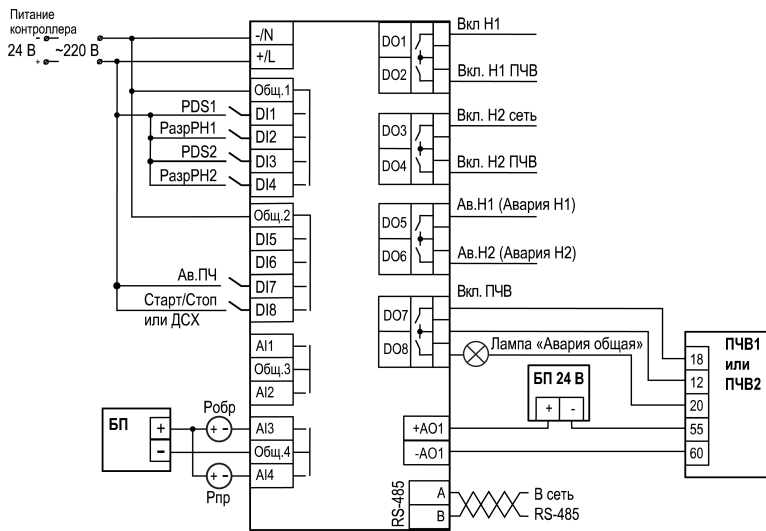 Питание
контроллера
24 В
~220 В
-
+
-/N
+/L
Общ.1
PDS1
DI1
РазрРН1
DI2
PDS2
DI3
РазрРН2
DI4
Общ.2
DI5
DI6
Ав.ПЧ
DI7
Старт/Стоп
или ДСХ
DI8
AI1
Общ.3
AI2
БП
+
-
Робр
+ -
AI3
Общ.4
+ -
AI4
Рпр
DO1
DO2
Вкл Н1
Вкл. Н1 ПЧВ
DO3
DO4
Вкл. Н2 сеть
Вкл. Н2 ПЧВ
DO5
DO6
Ав.Н1 (Авария Н1)
Ав.Н2 (Авария Н2)
Вкл. ПЧВ
DO7
DO8
Лампа «Авария общая»
БП 24 В
+ -
+AO1
-AO1
ПЧВ1
или
ПЧВ2
18
12
20
55
60
RS-485
A
B
В сеть
RS-485